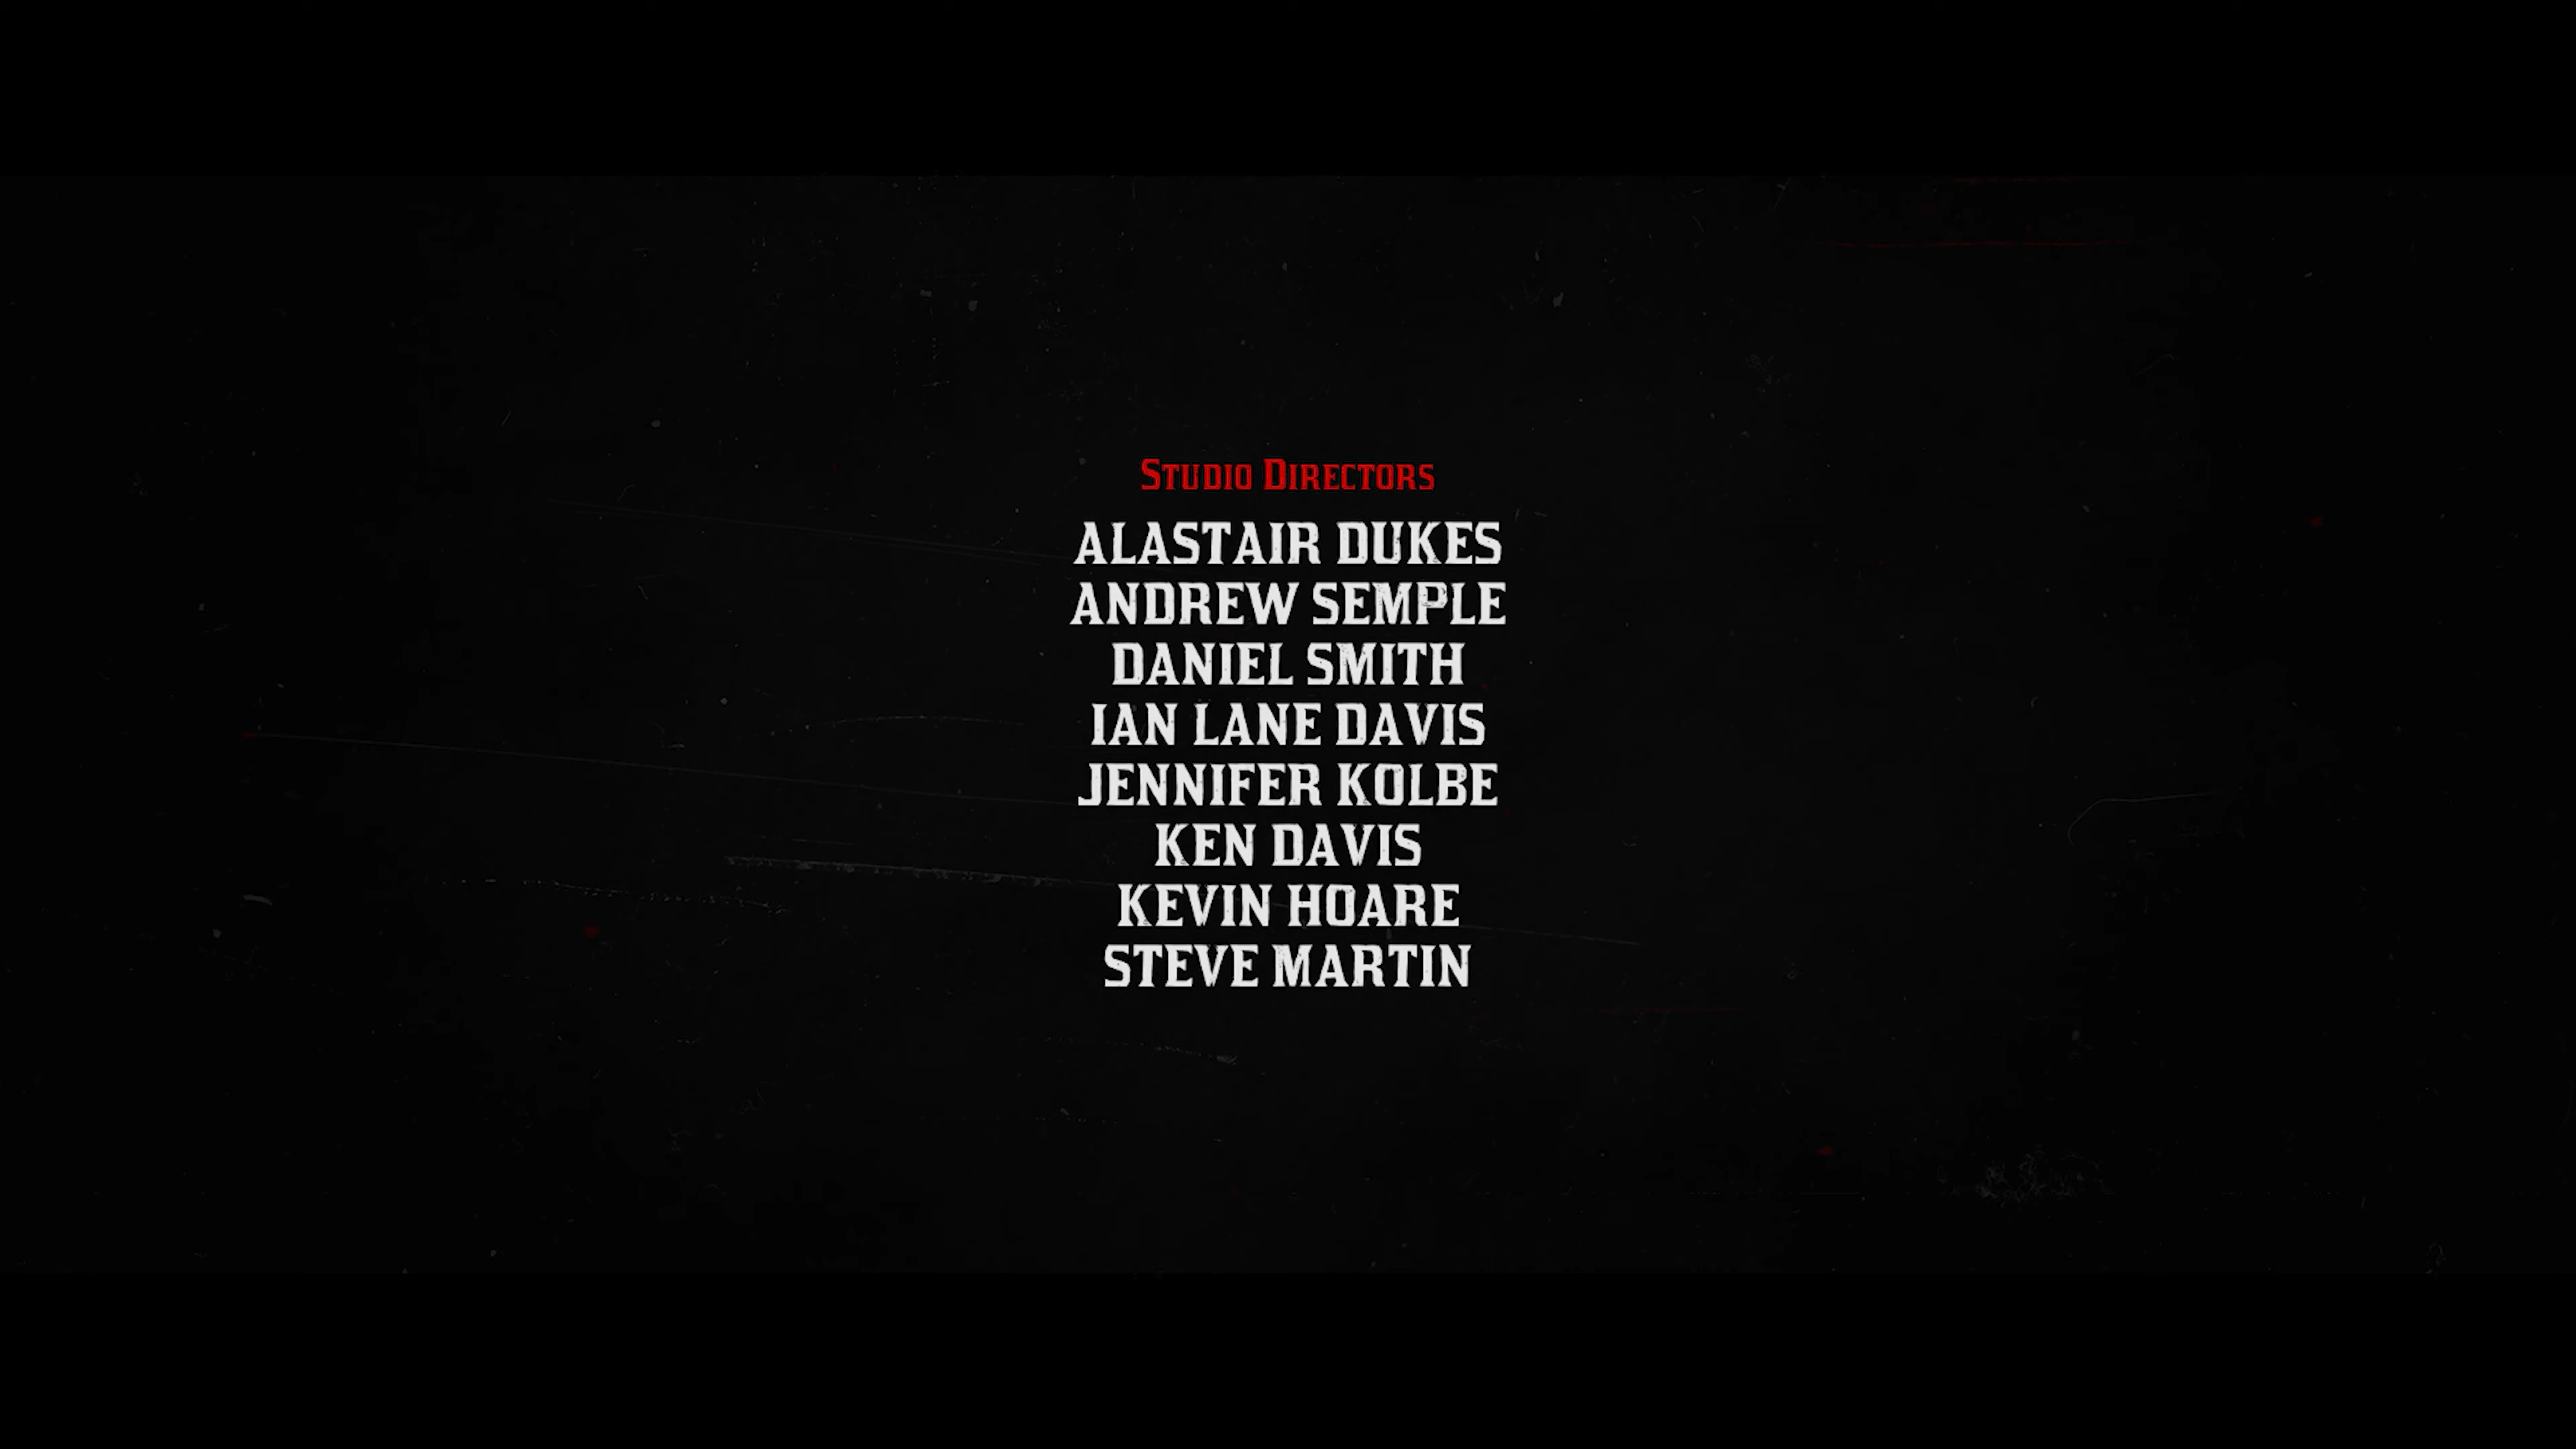 Studio Directors
ALASTAIR DUKES
ANDREW SEMPLE
DANIEL SMITH
IAN LANE DAVIS
JENNIFER KOLBE
KEN DAVIS
KEVIN HOARE
STEVE MARTIN